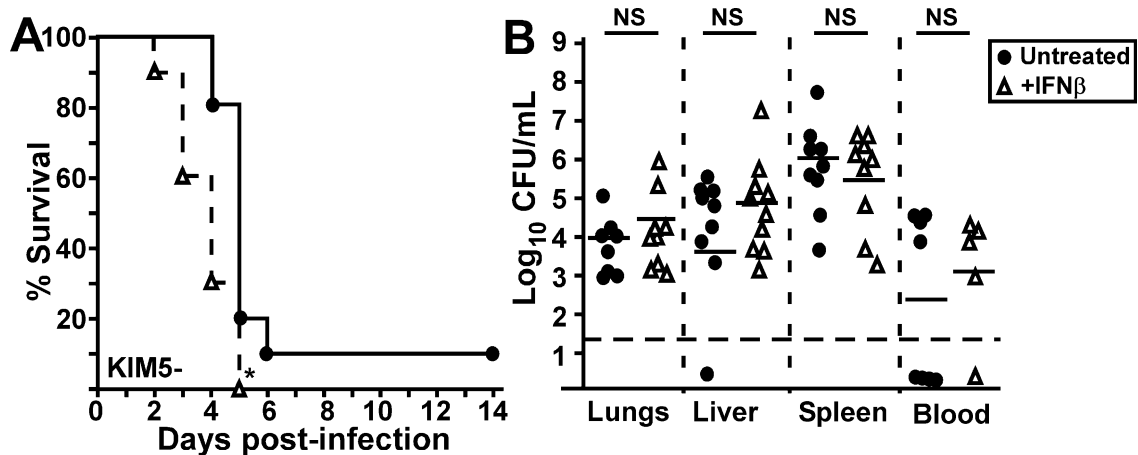 A
100
80
60
40
20
% Survival
KIM5-
*
0 2 4 6 8 10 12 14
Days post-infection
B
NS NS NS NS
9
8
7
6
5
4
3
2
1
Log10 CFU/mL
Lungs Liver Spleen Blood
Untreated
+IFNβ